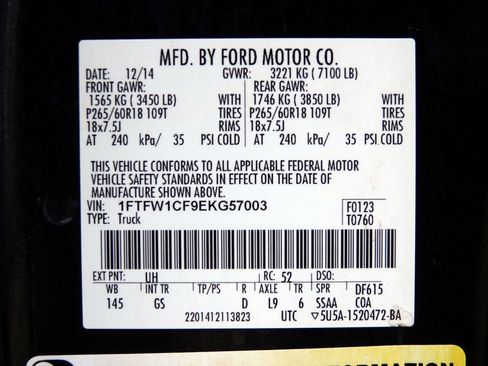 MFD. BY FORD MOTOR CO.
DATE: 12/14 GVWR: 3221 KG ( 7100 LB)
FRONT GAWR: REAR GAWR:
1565 KG ( 3450 LB) WITH 1746 KG ( 3850 LB) WITH
P265/60R18 109T TIRES P265/60R18 109T TIRES
18x7.5J RIMS 18x7.5J RIMS
AT 240 kPa/ 35 PSI COLD AT 240 kPa/ 35 PSI COLD
THIS VEHICLE CONFORMS TO ALL APPLICABLE FEDERAL MOTOR
VEHICLE SAFETY STANDARDS IN EFFECT ON THE DATE OF
MANUFACTURE SHOWN ABOVE.
VIN: 1FTFW1CF9EKG57003 F0123
TYPE: Truck T0760
EXT PNT: UH RC: 52 DSO:
WB INT TR TP/PS R AXLE TR SPR DF615
145 GS D L9 6 SSAA COA
2201412113823 UTC ▽5U5A-1520472-BA